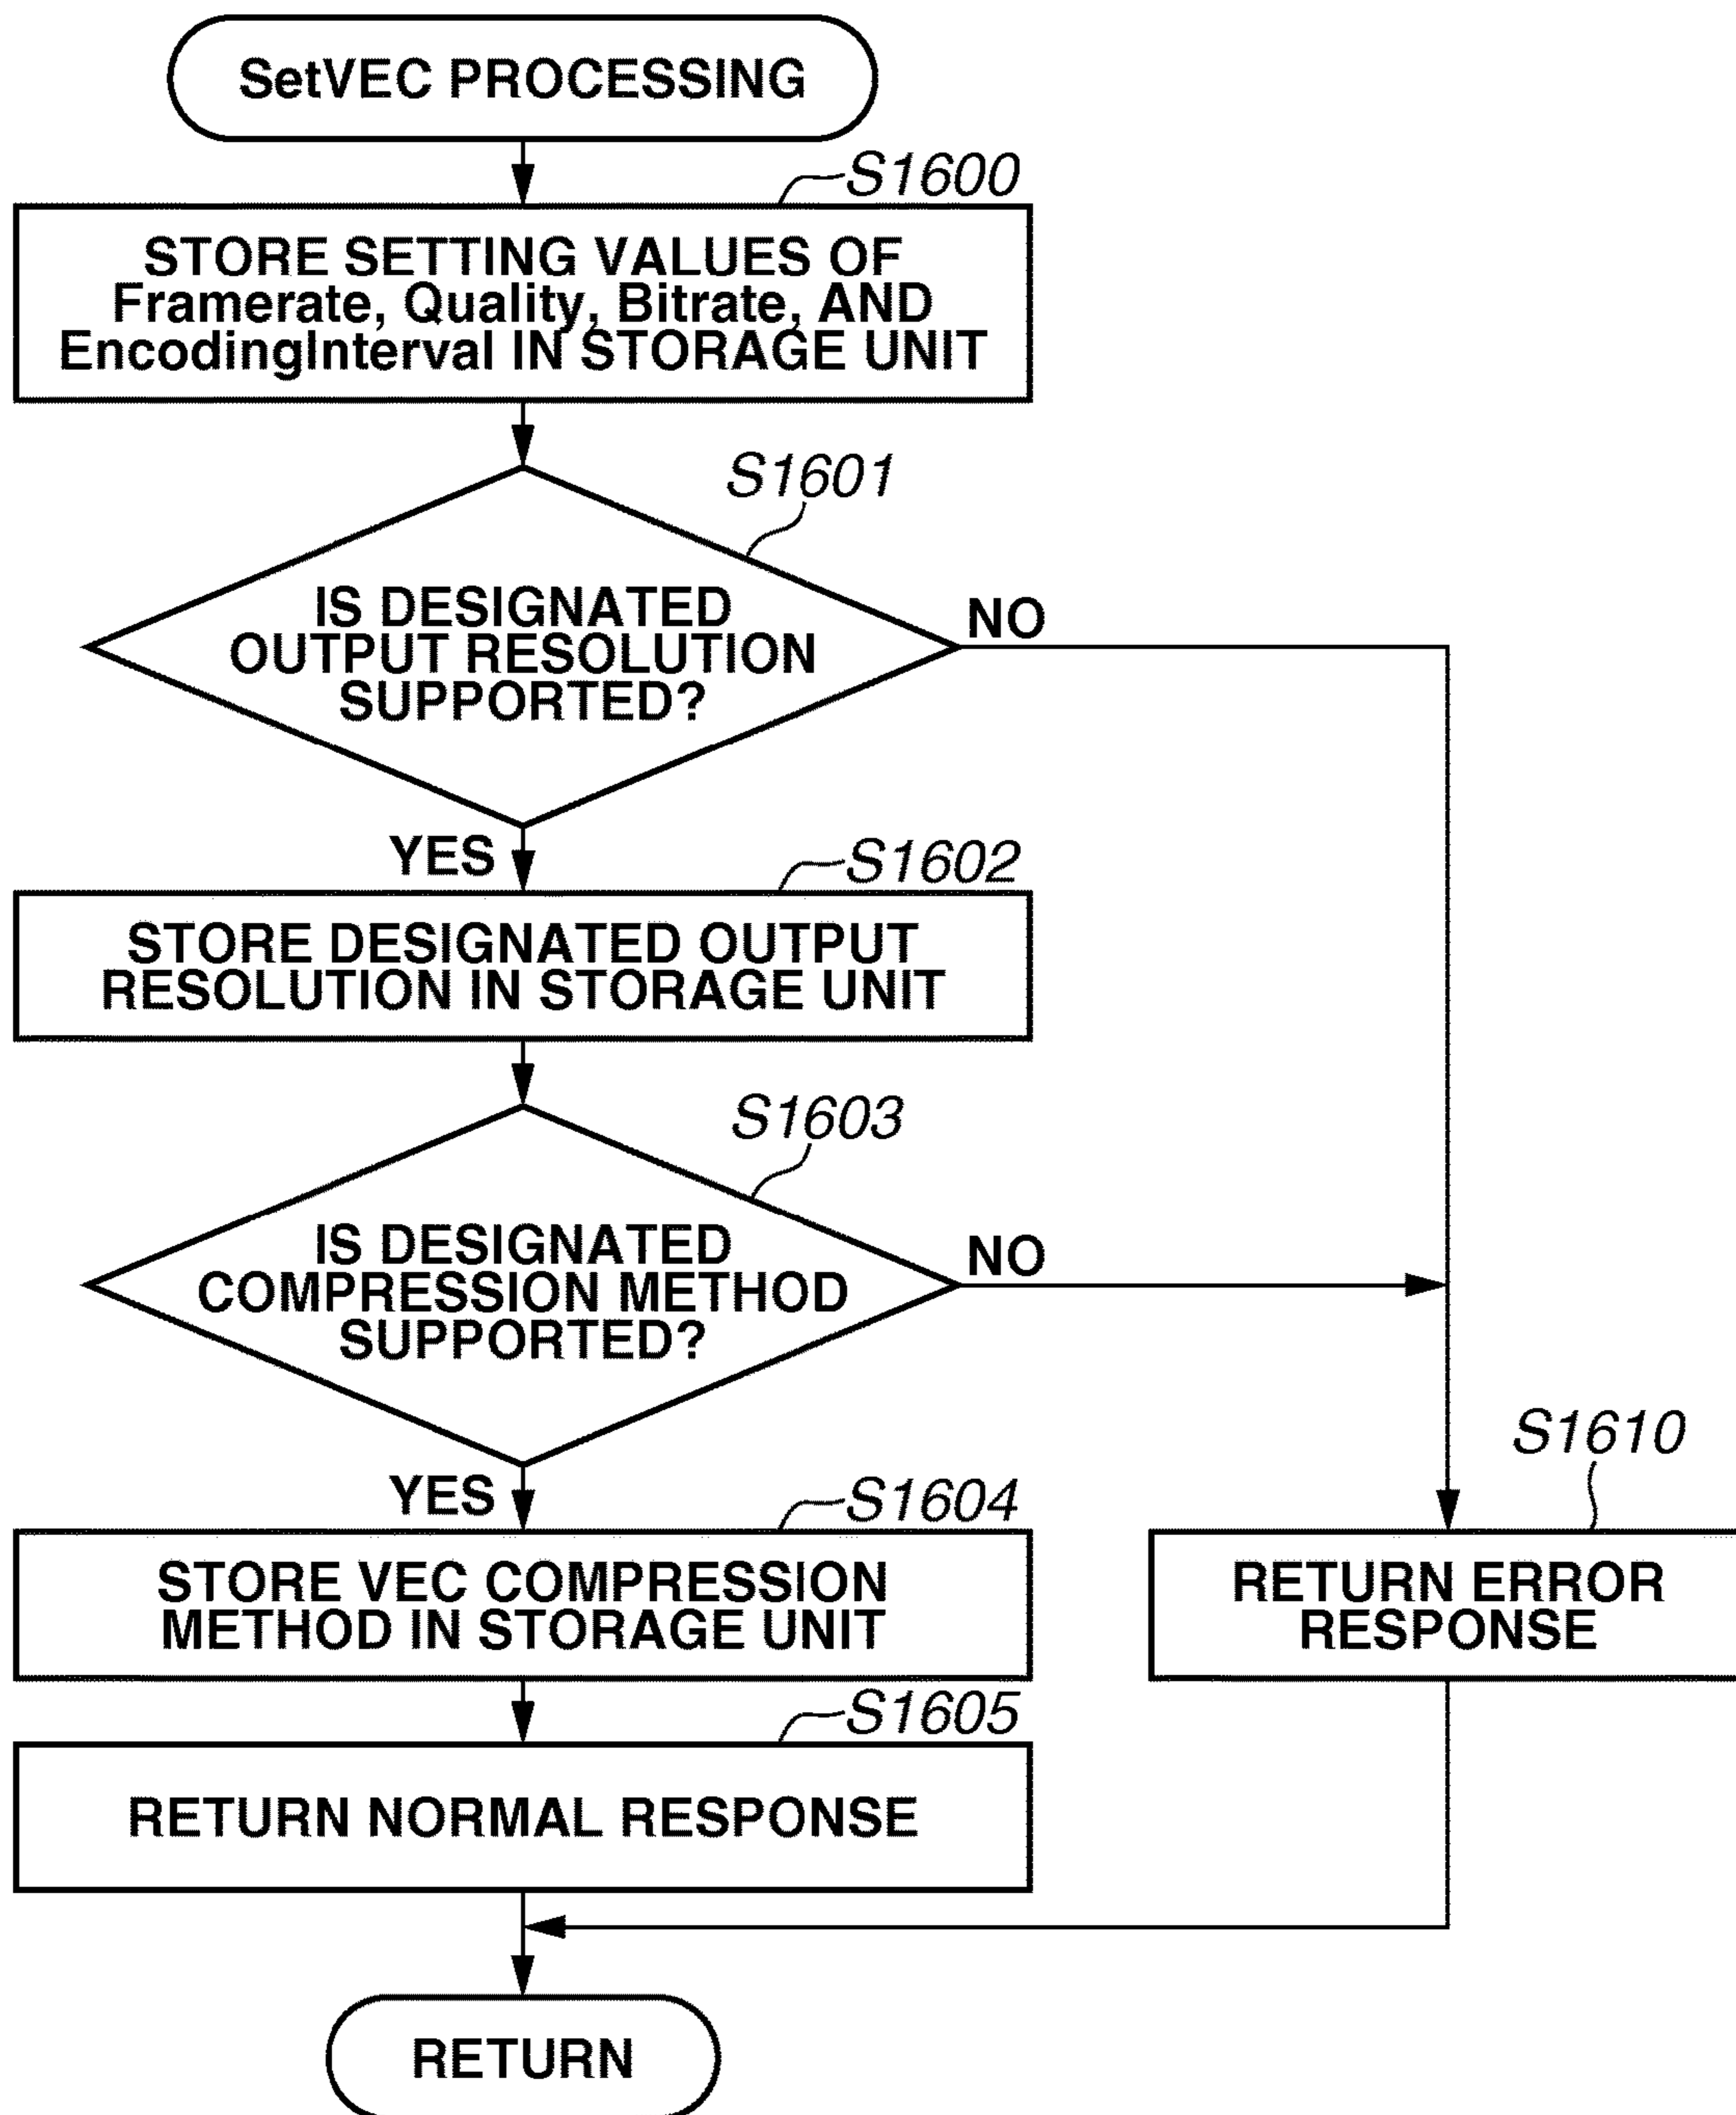 SetVEC PROCESSING
S1600
STORE SETTING VALUES OF
Framerate, Quality, Bitrate, AND
EncodingInterval IN STORAGE UNIT
S1601
IS DESIGNATED
OUTPUT RESOLUTION
SUPPORTED?
NO
YES
S1602
STORE DESIGNATED OUTPUT
RESOLUTION IN STORAGE UNIT
S1603
IS DESIGNATED
COMPRESSION METHOD
SUPPORTED?
NO
YES
S1604
STORE VEC COMPRESSION
METHOD IN STORAGE UNIT
S1610
RETURN ERROR
RESPONSE
S1605
RETURN NORMAL RESPONSE
RETURN